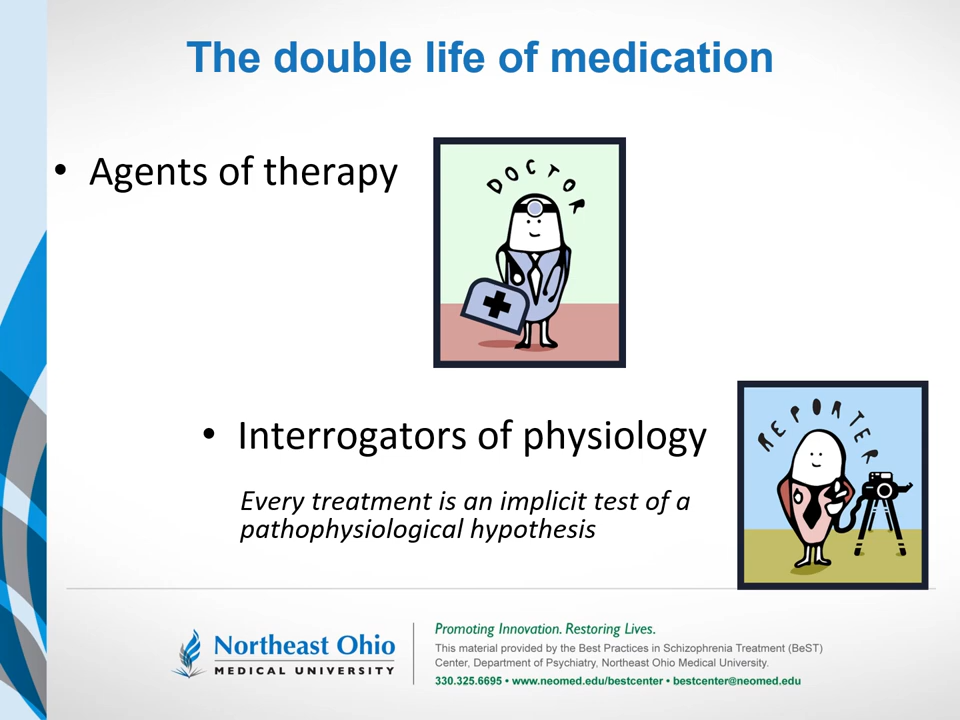 The double life of medication
• Agents of therapy
DOCTOR
• Interrogators of physiology
REPORTER
Every treatment is an implicit test of a
pathophysiological hypothesis
Northeast Ohio
MEDICAL UNIVERSITY
Promoting Innovation. Restoring Lives.
This material provided by the Best Practices in Schizophrenia Treatment (BeST)
Center, Department of Psychiatry, Northeast Ohio Medical University.
330.325.6695 • www.neomed.edu/bestcenter • bestcenter@neomed.edu